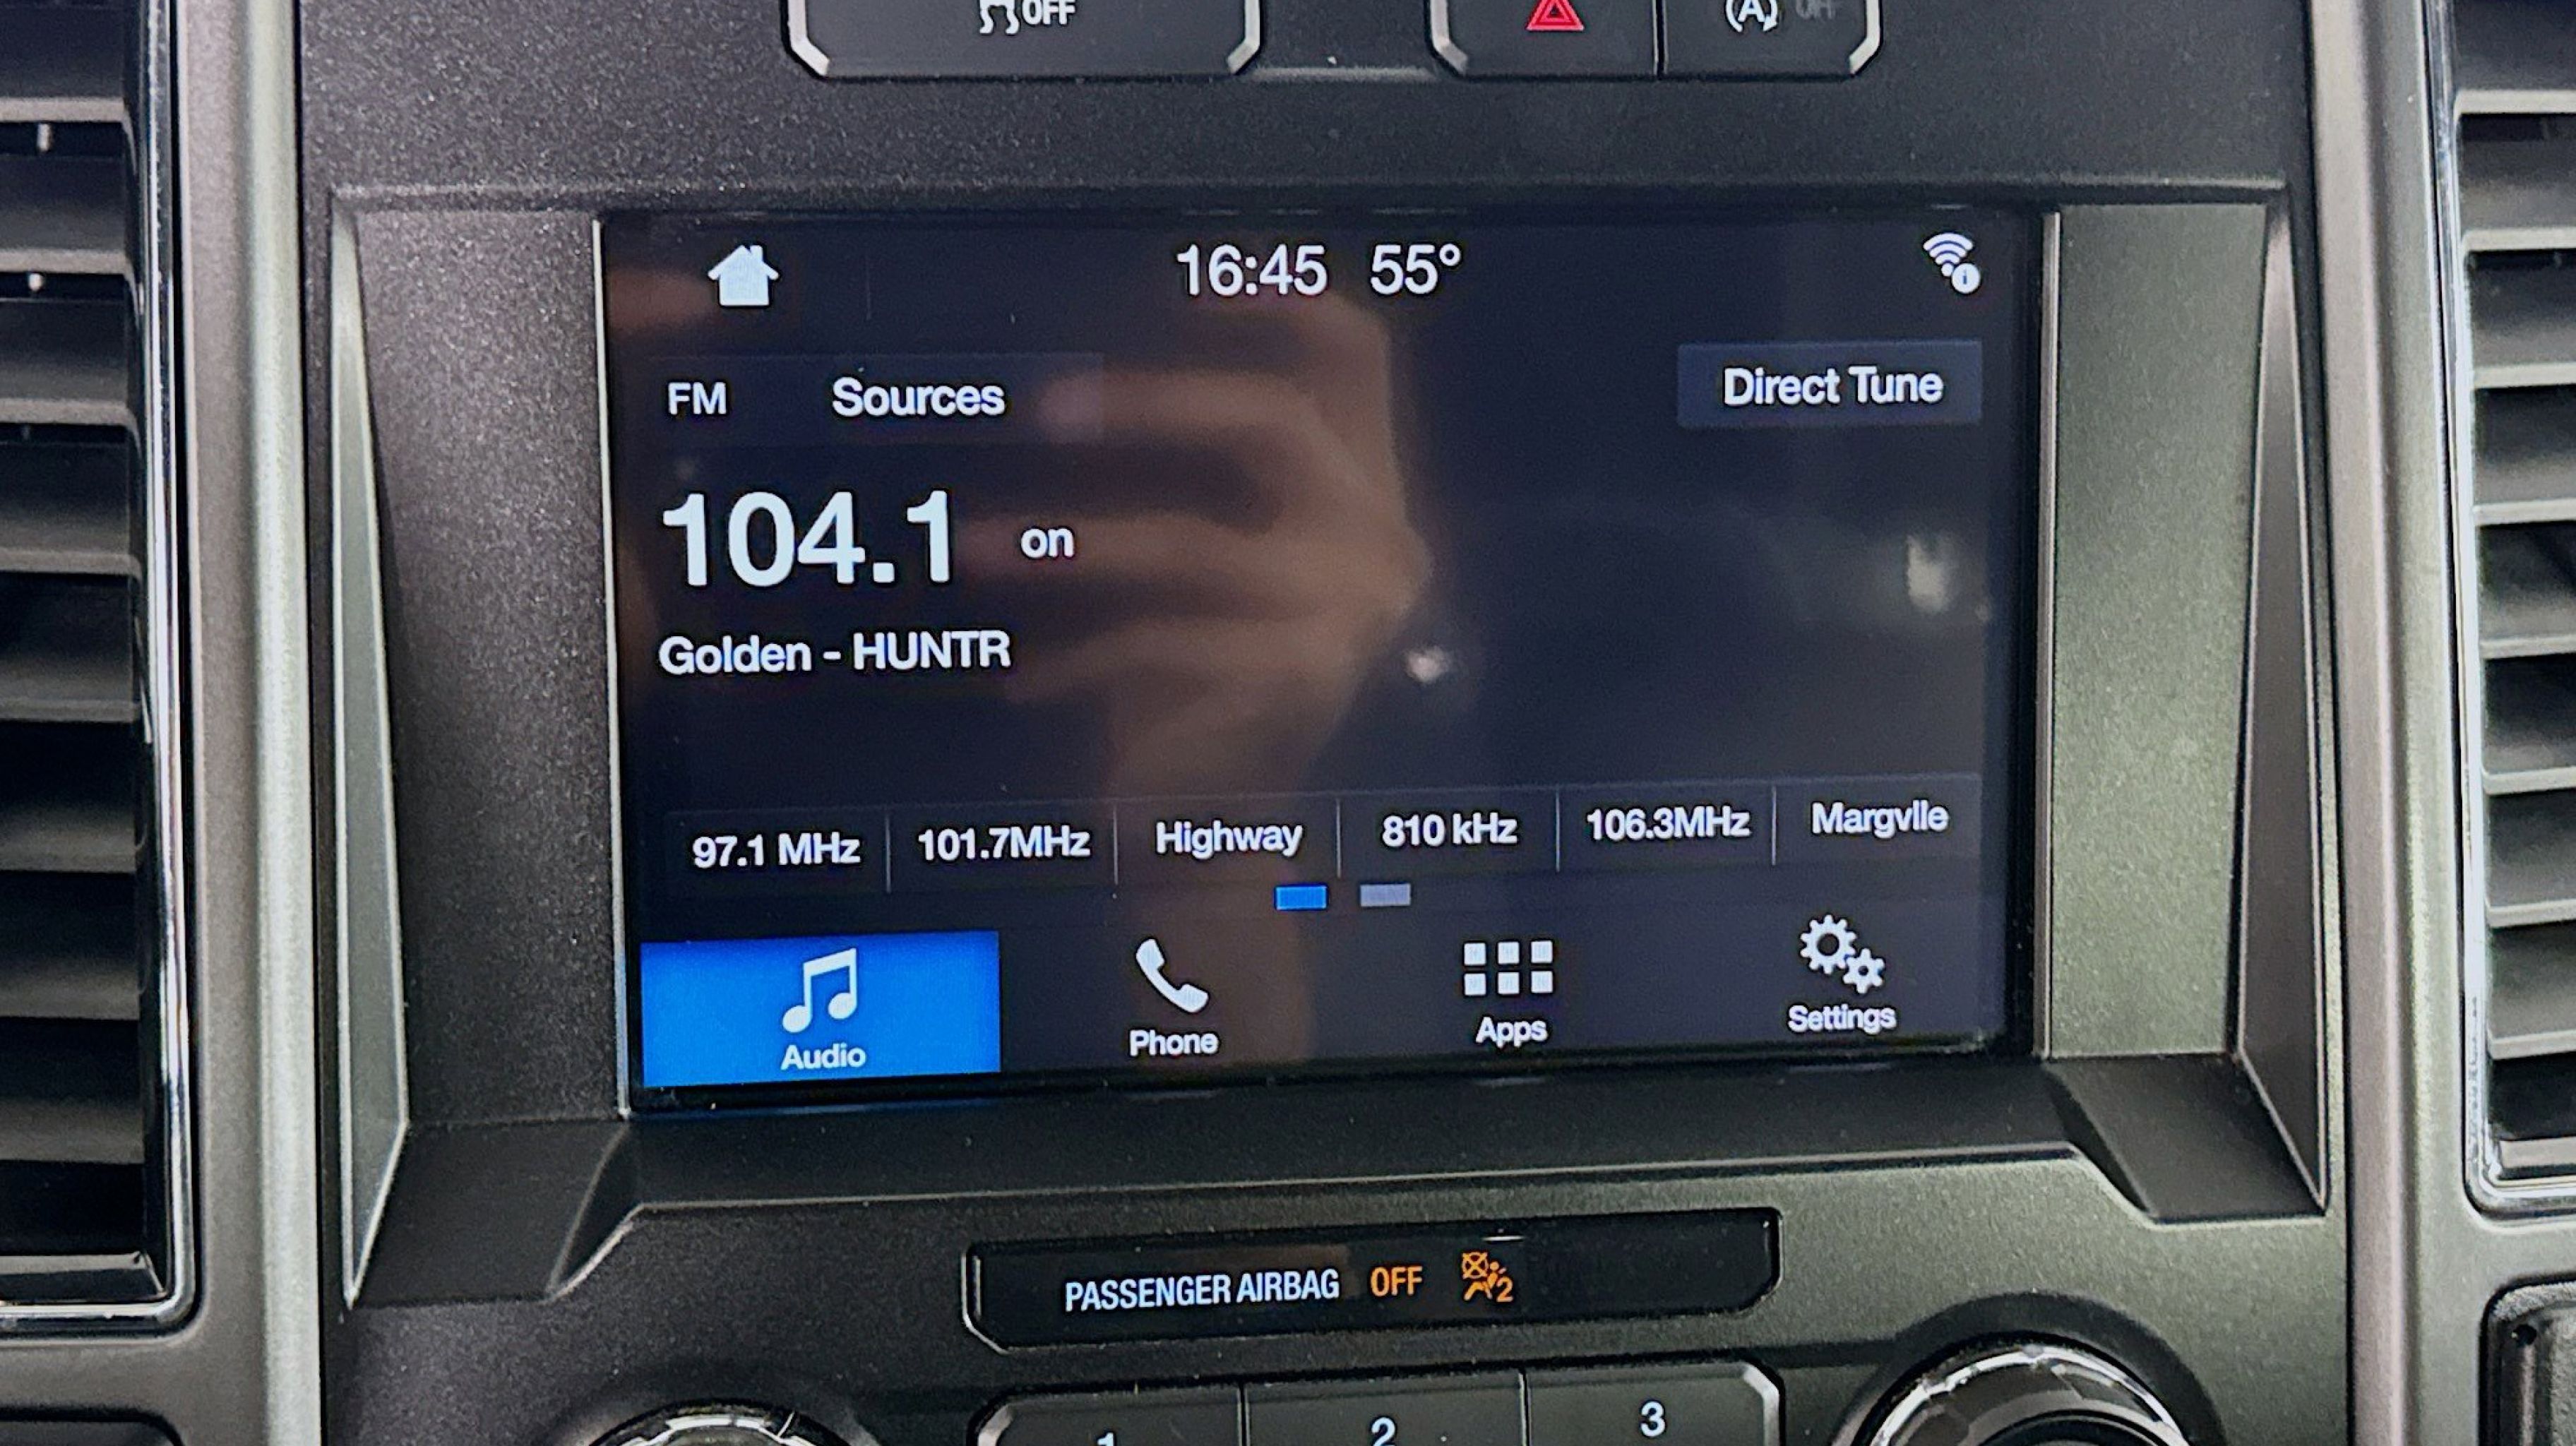 OFF
A OFF
16:45 55°
FM Sources Direct Tune
104.1 on
Golden - HUNTR
97.1 MHz 101.7MHz Highway 810 kHz 106.3MHz Margvlle
Audio Phone Apps Settings
PASSENGER AIRBAG OFF 2
1 2 3